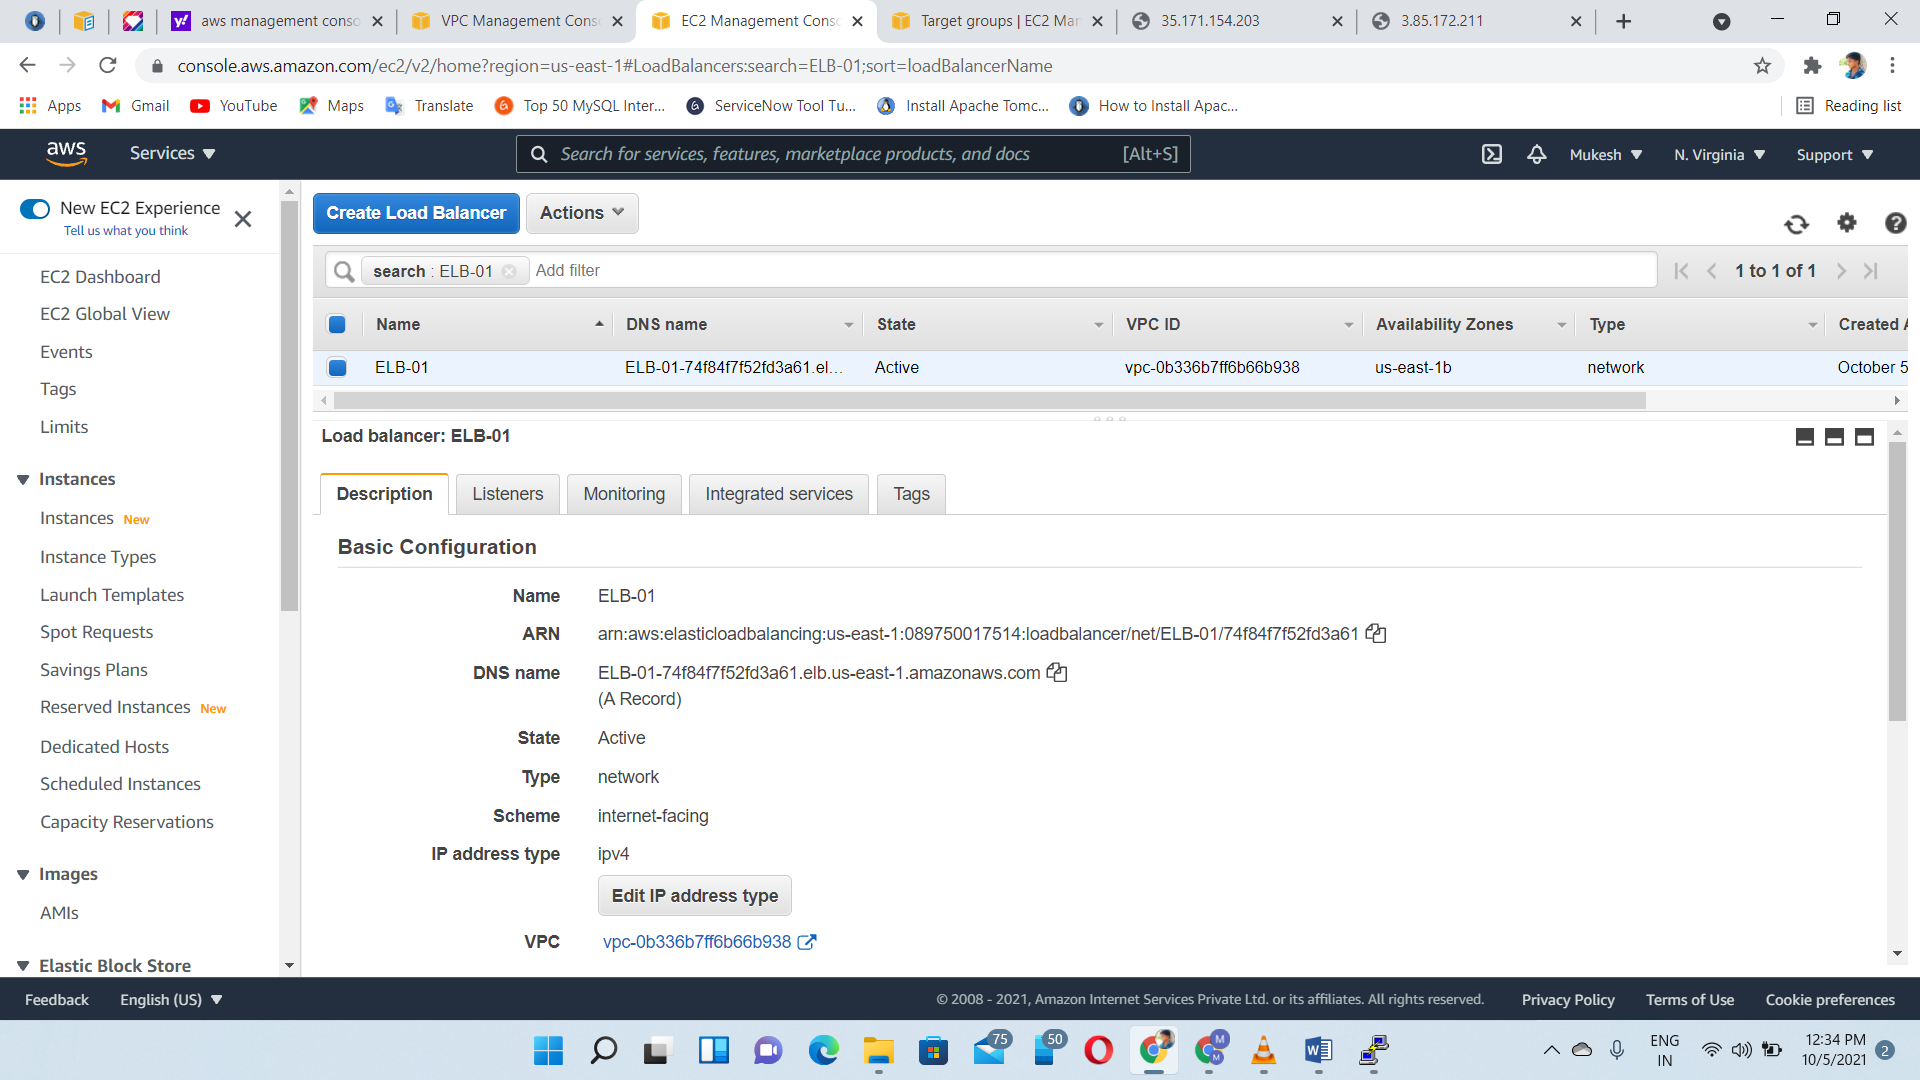 aws management conso
VPC Management Cons
EC2 Management Conso
Target groups | EC2 Man
35.171.154.203
3.85.172.211
console.aws.amazon.com/ec2/v2/home?region=us-east-1#LoadBalancers:search=ELB-01;sort=loadBalancerName
Apps
Gmail
YouTube
Maps
Translate
Top 50 MySQL Inter...
ServiceNow Tool Tu...
Install Apache Tomc...
How to Install Apac...
Reading list
aws
Services
Search for services, features, marketplace products, and docs
[Alt+S]
Mukesh
N. Virginia
Support
New EC2 Experience
Tell us what you think
EC2 Dashboard
EC2 Global View
Events
Tags
Limits
Instances
Instances New
Instance Types
Launch Templates
Spot Requests
Savings Plans
Reserved Instances New
Dedicated Hosts
Scheduled Instances
Capacity Reservations
Images
AMIs
Elastic Block Store
Create Load Balancer
Actions
search : ELB-01
Add filter
1 to 1 of 1
Name
DNS name
State
VPC ID
Availability Zones
Type
Created A
ELB-01
ELB-01-74f84f7f52fd3a61.el...
Active
vpc-0b336b7ff6b66b938
us-east-1b
network
October 5
Load balancer: ELB-01
Description
Listeners
Monitoring
Integrated services
Tags
Basic Configuration
Name ELB-01
ARN arn:aws:elasticloadbalancing:us-east-1:089750017514:loadbalancer/net/ELB-01/74f84f7f52fd3a61
DNS name ELB-01-74f84f7f52fd3a61.elb.us-east-1.amazonaws.com
(A Record)
State Active
Type network
Scheme internet-facing
IP address type ipv4
Edit IP address type
VPC vpc-0b336b7ff6b66b938
Feedback
English (US)
© 2008 - 2021, Amazon Internet Services Private Ltd. or its affiliates. All rights reserved.
Privacy Policy
Terms of Use
Cookie preferences
75
50
ENG
IN
12:34 PM
10/5/2021
2